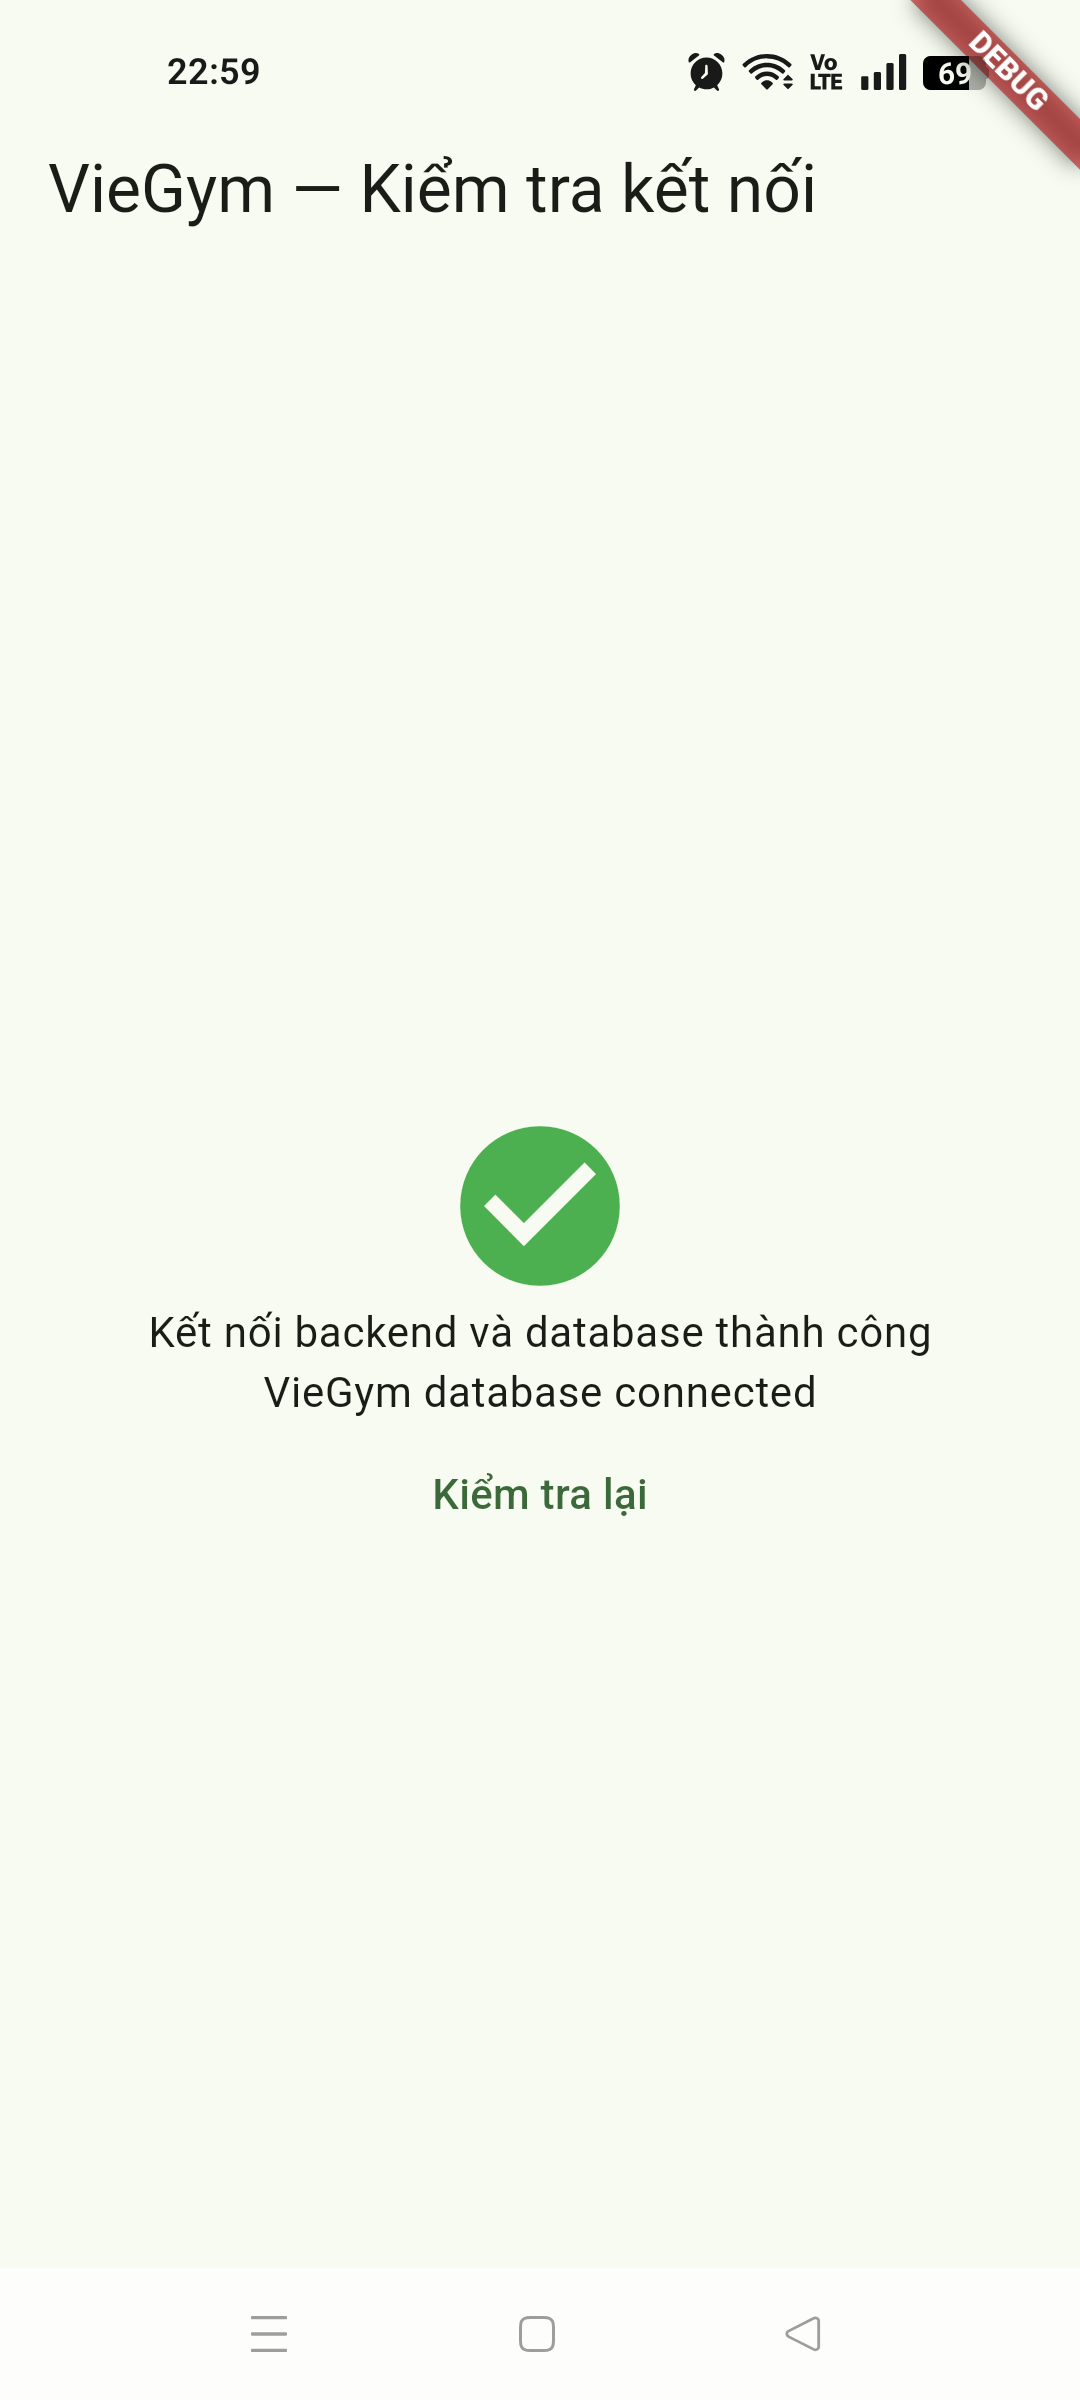 22:59
Vo
LTE
69
DEBUG
VieGym — Kiểm tra kết nối
Kết nối backend và database thành công
VieGym database connected
Kiểm tra lại